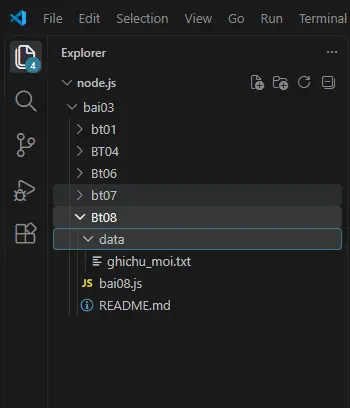 File Edit Selection View Go Run Terminal
Explorer
4
node.js
bai03
bt01
BT04
Bt06
bt07
Bt08
data
ghichu_moi.txt
JS bai08.js
README.md